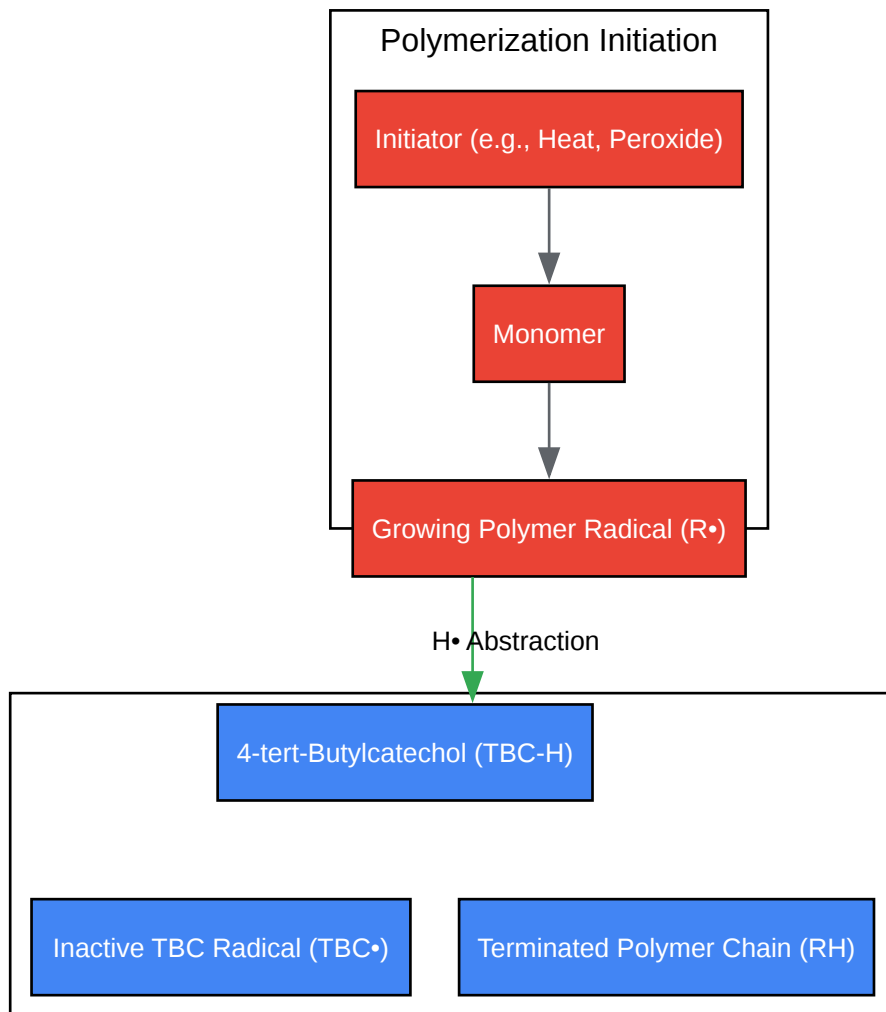 Polymerization Initiation
Initiator (e.g., Heat, Peroxide)
Monomer
Growing Polymer Radical (R•)
H• Abstraction
4-tert-Butylcatechol (TBC-H)
Inactive TBC Radical (TBC•)
Terminated Polymer Chain (RH)